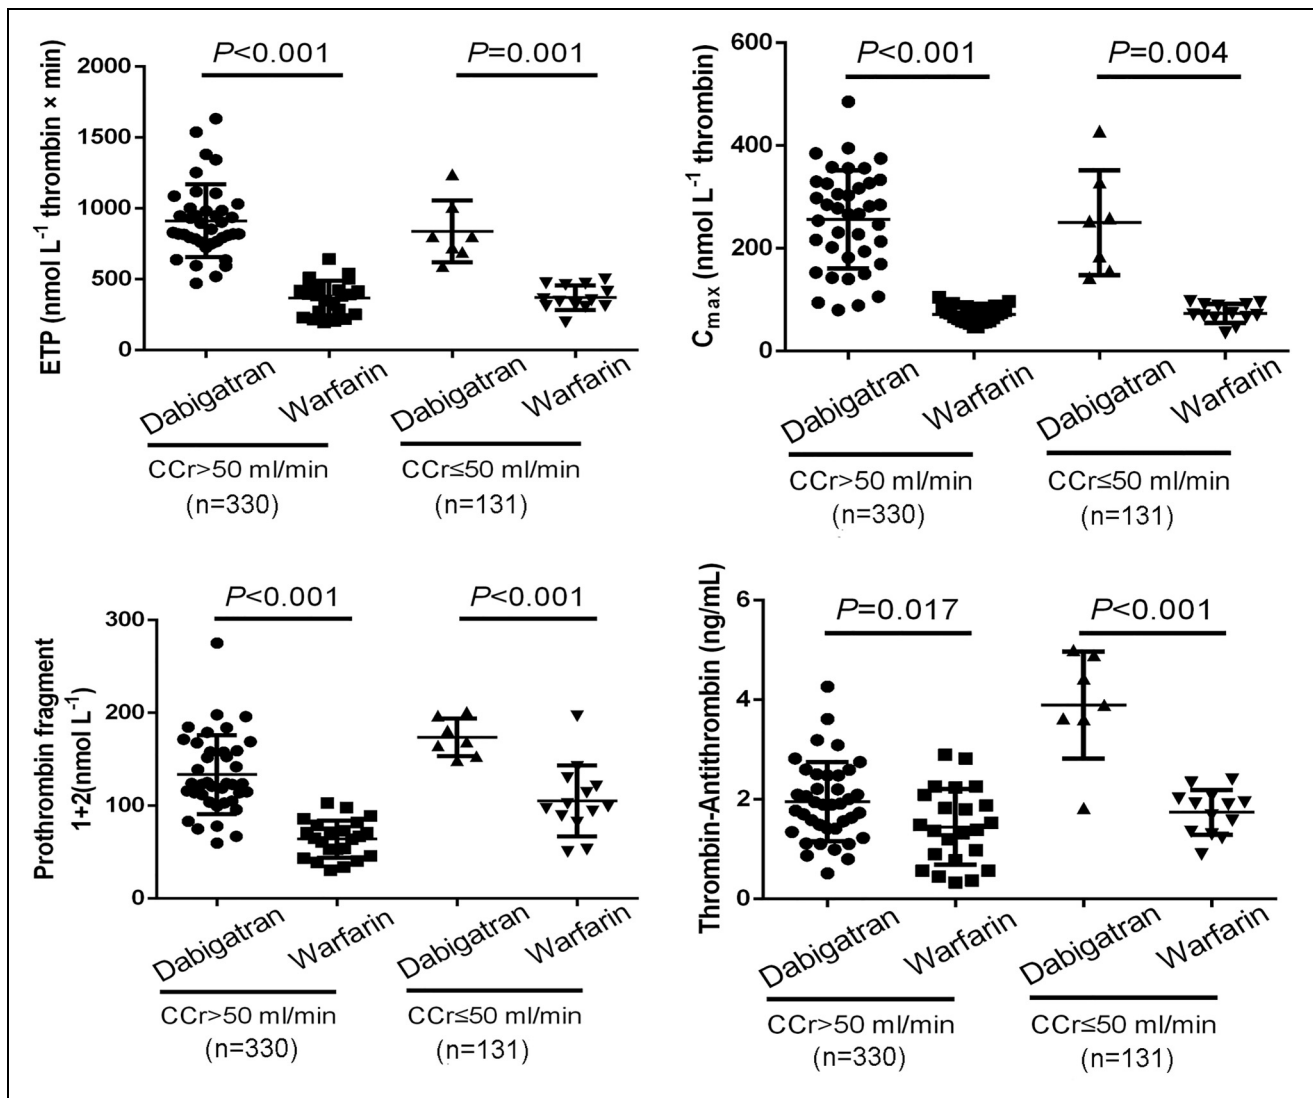 P<0.001
P=0.001
2000
1500
1000
500
0
ETP (nmol L⁻¹ thrombin × min)
Dabigatran
Warfarin
Dabigatran
Warfarin
CCr>50 ml/min
(n=330)
CCr≤50 ml/min
(n=131)
P<0.001
P=0.004
600
400
200
0
Cmax (nmol L⁻¹ thrombin)
Dabigatran
Warfarin
Dabigatran
Warfarin
CCr>50 ml/min
(n=330)
CCr≤50 ml/min
(n=131)
P<0.001
P<0.001
300
200
100
0
Prothrombin fragment
1+2(nmol L⁻¹)
Dabigatran
Warfarin
Dabigatran
Warfarin
CCr>50 ml/min
(n=330)
CCr≤50 ml/min
(n=131)
P=0.017
P<0.001
6
4
2
0
Thrombin-Antithrombin (ng/mL)
Dabigatran
Warfarin
Dabigatran
Warfarin
CCr>50 ml/min
(n=330)
CCr≤50 ml/min
(n=131)